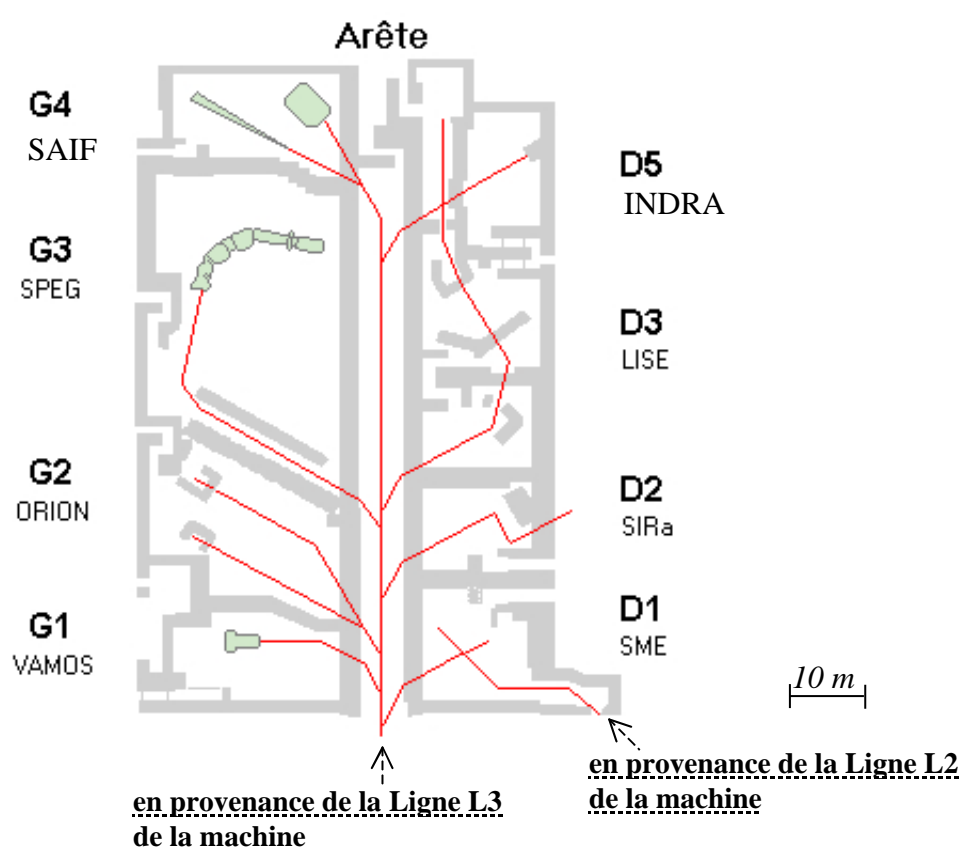 Arête
G4
SAIF
G3
SPEG
G2
ORION
G1
VAMOS
D5
INDRA
D3
LISE
D2
SIRa
D1
SME
10 m
en provenance de la Ligne L2
de la machine
en provenance de la Ligne L3
de la machine